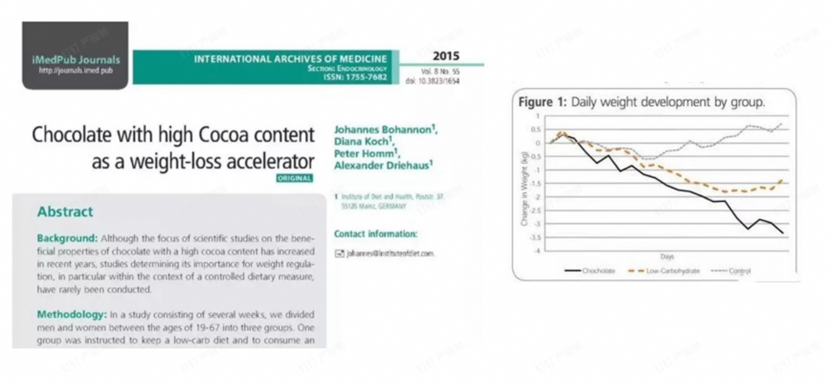 iMedPub Journals
http://journals.imed.pub
INTERNATIONAL ARCHIVES OF MEDICINE
SECTION: ENDOCRINOLOGY
ISSN: 1755-7682
2015
Vol. 8 No. 55
doi: 10.3823/1654
Chocolate with high Cocoa content
as a weight-loss accelerator
ORIGINAL
Johannes Bohannon1,
Diana Koch1,
Peter Homm1,
Alexander Driehaus1
1 Institute of Diet and Health, Poststr. 37,
55126 Mainz, GERMANY
Contact information:
johannes@instituteofdiet.com.
Abstract
Background: Although the focus of scientific studies on the bene-
ficial properties of chocolate with a high cocoa content has increased
in recent years, studies determining its importance for weight regula-
tion, in particular within the context of a controlled dietary measure,
have rarely been conducted.
Methodology: In a study consisting of several weeks, we divided
men and women between the ages of 19-67 into three groups. One
group was instructed to keep a low-carb diet and to consume an
Figure 1: Daily weight development by group.
Change in Weight (kg)
1
0.5
0
-0.5
-1
-1.5
-2
-2.5
-3
-3.5
-4
Days
Chocholate
Low-Carbohydrate
Control